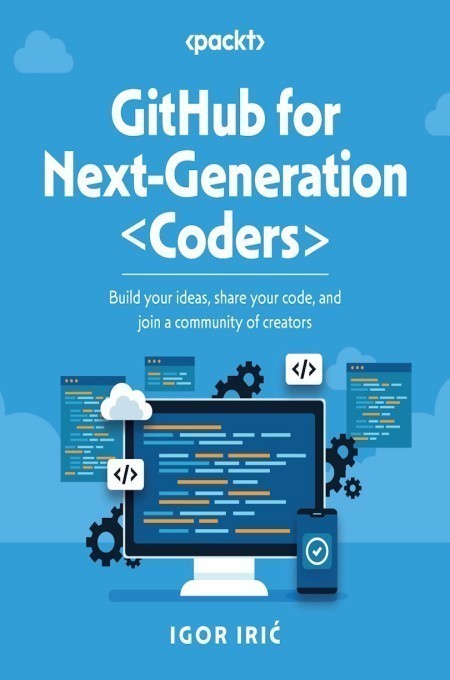 <packt>
GitHub for
Next-Generation
<Coders>
Build your ideas, share your code, and
join a community of creators
</>
</>
IGOR IRIĆ